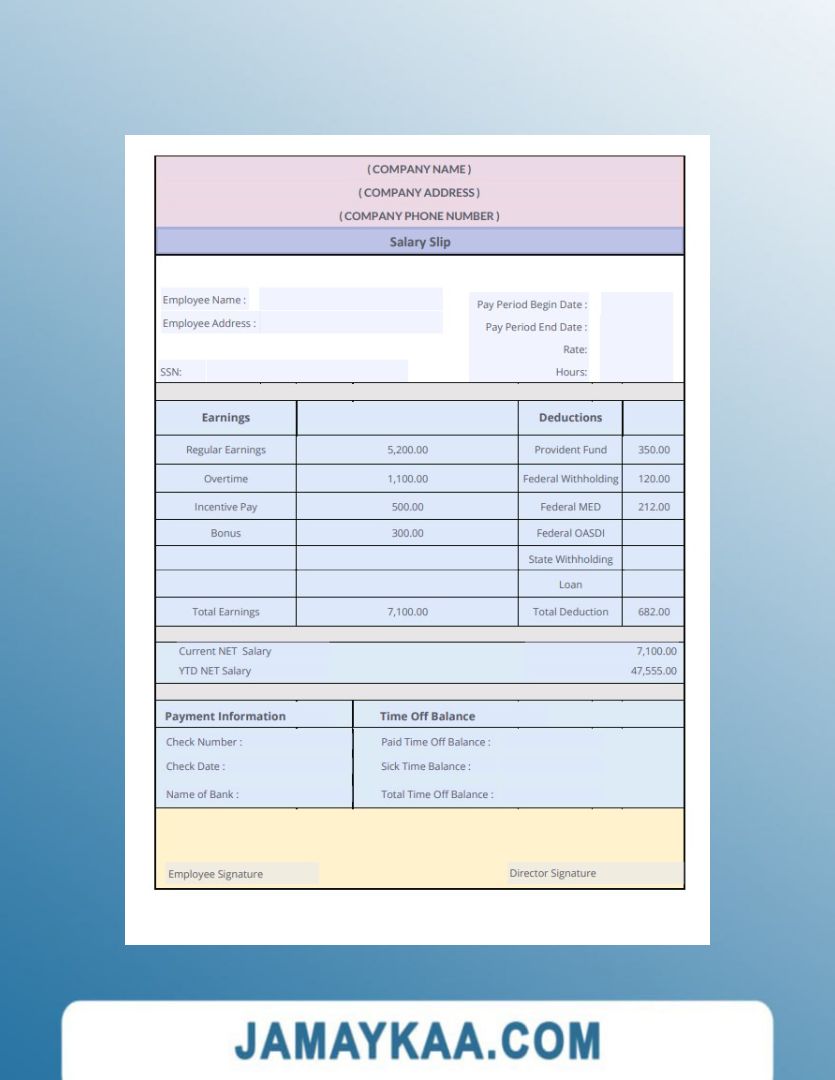 ( COMPANY NAME )
( COMPANY ADDRESS )
( COMPANY PHONE NUMBER )
Salary Slip
Employee Name :
Employee Address :
SSN:
Pay Period Begin Date :
Pay Period End Date :
Rate:
Hours:
Earnings Deductions
Regular Earnings 5,200.00 Provident Fund 350.00
Overtime 1,100.00 Federal Withholding 120.00
Incentive Pay 500.00 Federal MED 212.00
Bonus 300.00 Federal OASDI
State Withholding
Loan
Total Earnings 7,100.00 Total Deduction 682.00
Current NET Salary 7,100.00
YTD NET Salary 47,555.00
Payment Information
Check Number :
Check Date :
Name of Bank :
Time Off Balance
Paid Time Off Balance :
Sick Time Balance :
Total Time Off Balance :
Employee Signature Director Signature
JAMAYKAA.COM